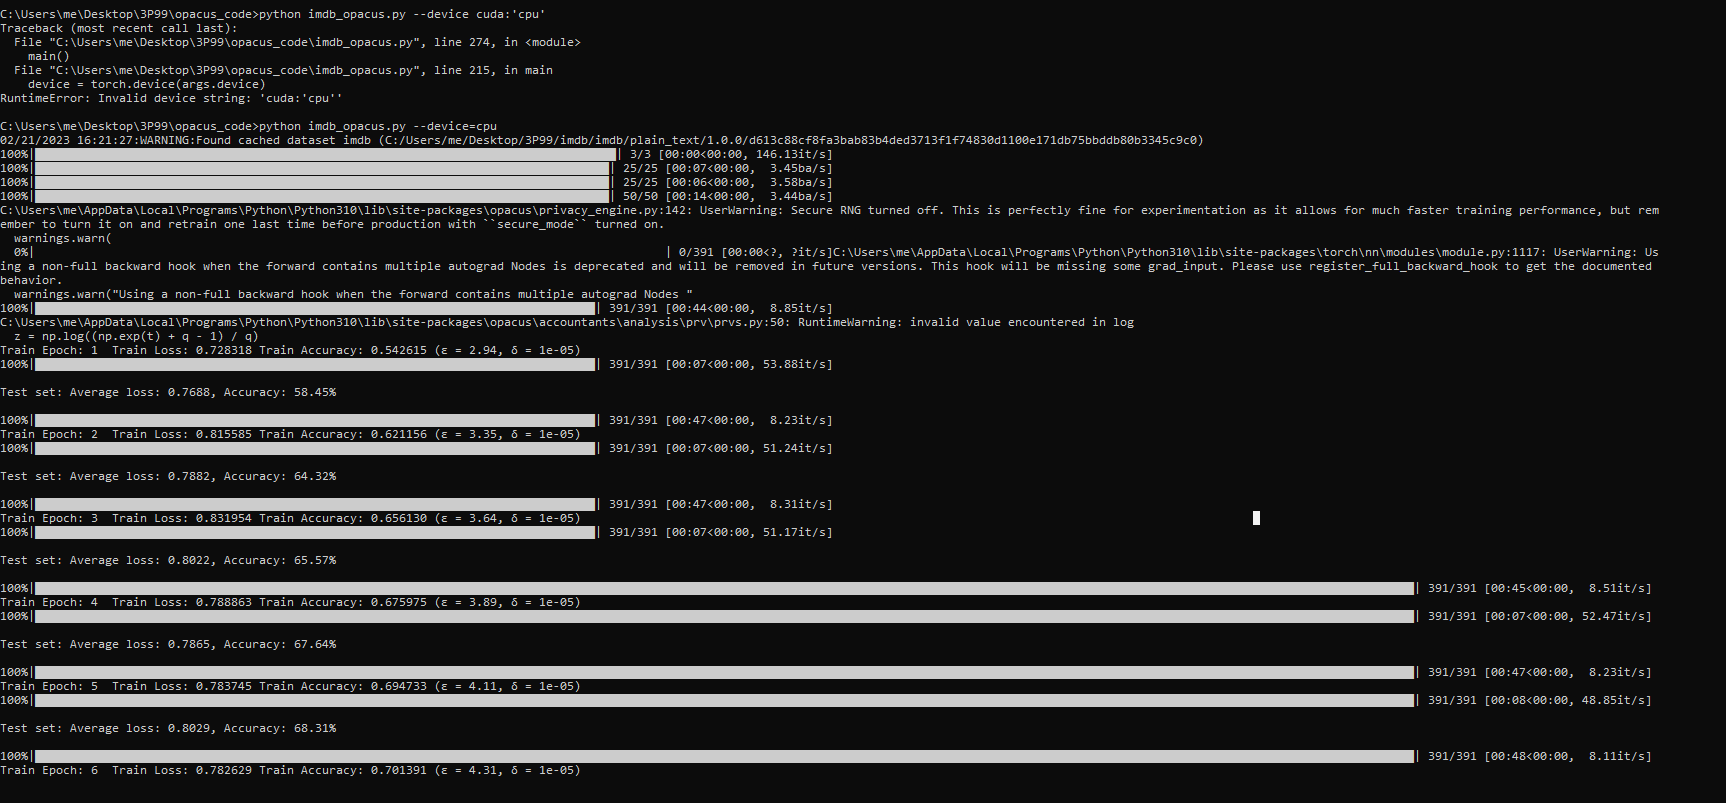 C:\Users\me\Desktop\3P99\opacus_code>python imdb_opacus.py --device cuda:'cpu'
Traceback (most recent call last):
  File "C:\Users\me\Desktop\3P99\opacus_code\imdb_opacus.py", line 274, in <module>
    main()
  File "C:\Users\me\Desktop\3P99\opacus_code\imdb_opacus.py", line 215, in main
    device = torch.device(args.device)
RuntimeError: Invalid device string: 'cuda:'cpu''

C:\Users\me\Desktop\3P99\opacus_code>python imdb_opacus.py --device=cpu
02/21/2023 16:21:27:WARNING:Found cached dataset imdb (C:/Users/me/Desktop/3P99/imdb/imdb/plain_text/1.0.0/d613c88cf8fa3bab83b4ded3713f1f74830d1100e171db75bbddb80b3345c9c0)
100%| | 3/3 [00:00<00:00, 146.13it/s]
100%| | 25/25 [00:07<00:00,  3.45ba/s]
100%| | 25/25 [00:06<00:00,  3.58ba/s]
100%| | 50/50 [00:14<00:00,  3.44ba/s]
C:\Users\me\AppData\Local\Programs\Python\Python310\lib\site-packages\opacus\privacy_engine.py:142: UserWarning: Secure RNG turned off. This is perfectly fine for experimentation as it allows for much faster training performance, but rem
ember to turn it on and retrain one last time before production with ``secure_mode`` turned on.
  warnings.warn(
  0%| | 0/391 [00:00<?, ?it/s]C:\Users\me\AppData\Local\Programs\Python\Python310\lib\site-packages\torch\nn\modules\module.py:1117: UserWarning: Us
ing a non-full backward hook when the forward contains multiple autograd Nodes is deprecated and will be removed in future versions. This hook will be missing some grad_input. Please use register_full_backward_hook to get the documented
behavior.
  warnings.warn("Using a non-full backward hook when the forward contains multiple autograd Nodes "
100%| | 391/391 [00:44<00:00,  8.85it/s]
C:\Users\me\AppData\Local\Programs\Python\Python310\lib\site-packages\opacus\accountants\analysis\prv\prvs.py:50: RuntimeWarning: invalid value encountered in log
  z = np.log((np.exp(t) + q - 1) / q)
Train Epoch: 1  Train Loss: 0.728318 Train Accuracy: 0.542615 (ε = 2.94, δ = 1e-05)
100%| | 391/391 [00:07<00:00, 53.88it/s]

Test set: Average loss: 0.7688, Accuracy: 58.45%

100%| | 391/391 [00:47<00:00,  8.23it/s]
Train Epoch: 2  Train Loss: 0.815585 Train Accuracy: 0.621156 (ε = 3.35, δ = 1e-05)
100%| | 391/391 [00:07<00:00, 51.24it/s]

Test set: Average loss: 0.7882, Accuracy: 64.32%

100%| | 391/391 [00:47<00:00,  8.31it/s]
Train Epoch: 3  Train Loss: 0.831954 Train Accuracy: 0.656130 (ε = 3.64, δ = 1e-05)
100%| | 391/391 [00:07<00:00, 51.17it/s]

Test set: Average loss: 0.8022, Accuracy: 65.57%

100%| | 391/391 [00:45<00:00,  8.51it/s]
Train Epoch: 4  Train Loss: 0.788863 Train Accuracy: 0.675975 (ε = 3.89, δ = 1e-05)
100%| | 391/391 [00:07<00:00, 52.47it/s]

Test set: Average loss: 0.7865, Accuracy: 67.64%

100%| | 391/391 [00:47<00:00,  8.23it/s]
Train Epoch: 5  Train Loss: 0.783745 Train Accuracy: 0.694733 (ε = 4.11, δ = 1e-05)
100%| | 391/391 [00:08<00:00, 48.85it/s]

Test set: Average loss: 0.8029, Accuracy: 68.31%

100%| | 391/391 [00:48<00:00,  8.11it/s]
Train Epoch: 6  Train Loss: 0.782629 Train Accuracy: 0.701391 (ε = 4.31, δ = 1e-05)